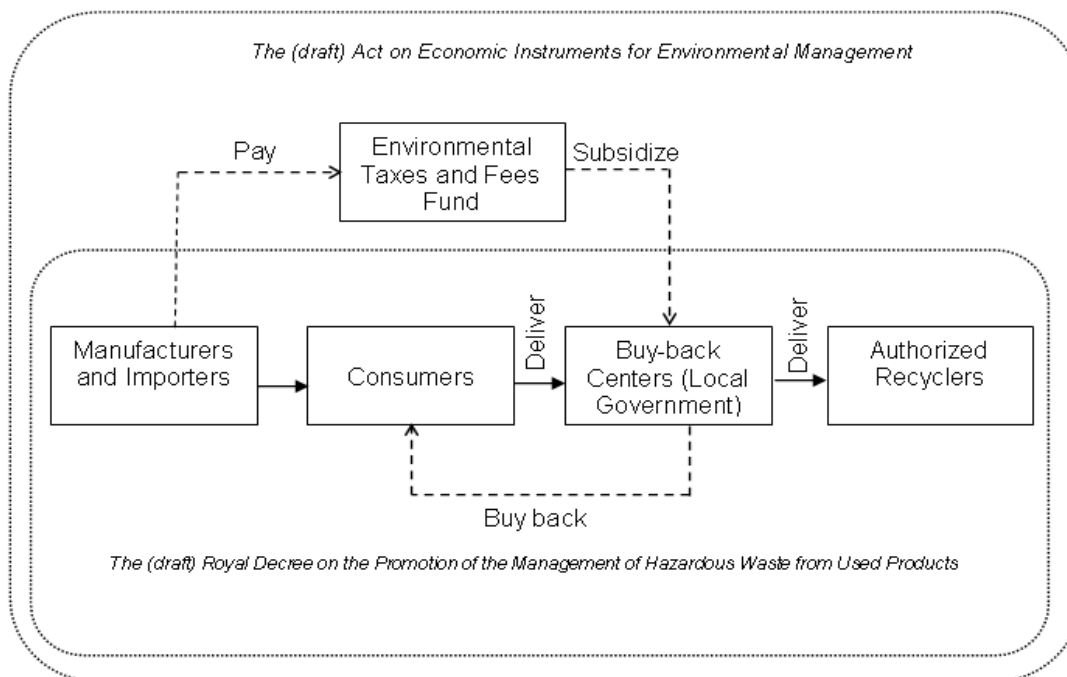 The (draft) Act on Economic Instruments for Environmental Management
Pay
Environmental
Taxes and Fees
Fund
Subsidize
Manufacturers
and Importers
Consumers
Deliver
Buy-back
Centers (Local
Government)
Deliver
Authorized
Recyclers
Buy back
The (draft) Royal Decree on the Promotion of the Management of Hazardous Waste from Used Products